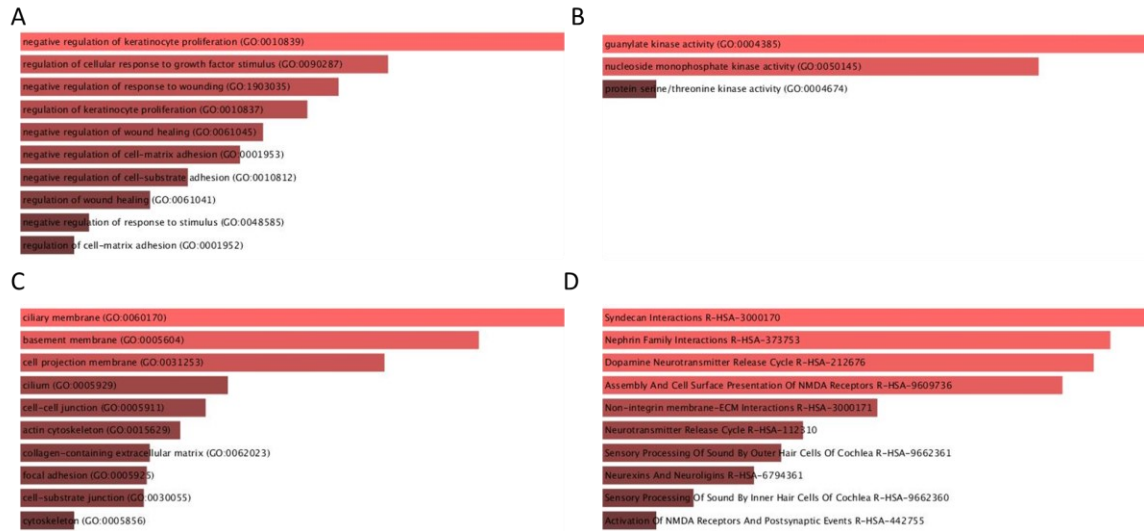 A
negative regulation of keratinocyte proliferation (GO:0010839)
regulation of cellular response to growth factor stimulus (GO:0090287)
negative regulation of response to wounding (GO:1903035)
regulation of keratinocyte proliferation (GO:0010837)
negative regulation of wound healing (GO:0061045)
negative regulation of cell-matrix adhesion (GO:0001953)
negative regulation of cell-substrate adhesion (GO:0010812)
regulation of wound healing (GO:0061041)
negative regulation of response to stimulus (GO:0048585)
regulation of cell-matrix adhesion (GO:0001952)
B
guanylate kinase activity (GO:0004385)
nucleoside monophosphate kinase activity (GO:0050145)
protein serine/threonine kinase activity (GO:0004674)
C
ciliary membrane (GO:0060170)
basement membrane (GO:0005604)
cell projection membrane (GO:0031253)
cilium (GO:0005929)
cell-cell junction (GO:0005911)
actin cytoskeleton (GO:0015629)
collagen-containing extracellular matrix (GO:0062023)
focal adhesion (GO:0005925)
cell-substrate junction (GO:0030055)
cytoskeleton (GO:0005856)
D
Syndecan Interactions R-HSA-3000170
Nephrin Family Interactions R-HSA-373753
Dopamine Neurotransmitter Release Cycle R-HSA-212676
Assembly And Cell Surface Presentation Of NMDA Receptors R-HSA-9609736
Non-integrin membrane-ECM Interactions R-HSA-3000171
Neurotransmitter Release Cycle R-HSA-112310
Sensory Processing Of Sound By Outer Hair Cells Of Cochlea R-HSA-9662361
Neurexins And Neuroligins R-HSA-6794361
Sensory Processing Of Sound By Inner Hair Cells Of Cochlea R-HSA-9662360
Activation Of NMDA Receptors And Postsynaptic Events R-HSA-442755